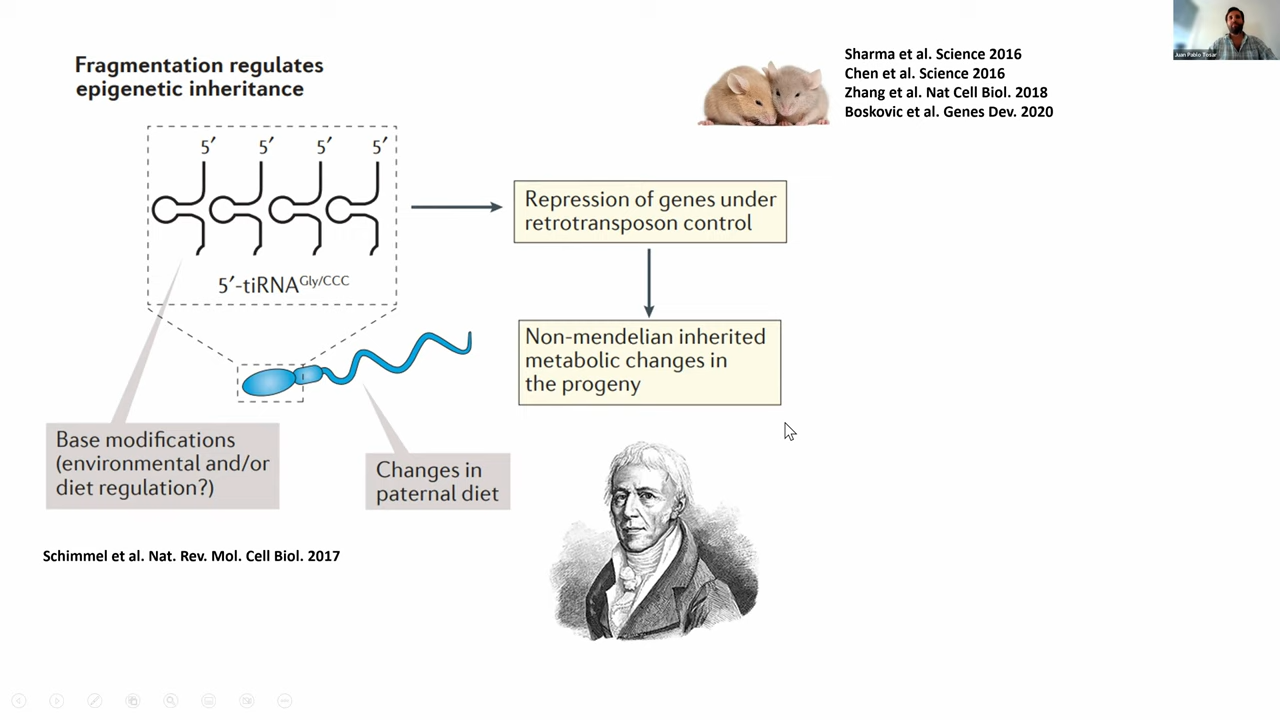 Fragmentation regulates
epigenetic inheritance
5′ 5′ 5′ 5′
5′-tiRNAGly/CCC
Base modifications
(environmental and/or
diet regulation?)
Changes in
paternal diet
Schimmel et al. Nat. Rev. Mol. Cell Biol. 2017
Repression of genes under
retrotransposon control
Non-mendelian inherited
metabolic changes in
the progeny
Sharma et al. Science 2016
Chen et al. Science 2016
Zhang et al. Nat Cell Biol. 2018
Boskovic et al. Genes Dev. 2020
Juan Pablo Tosar